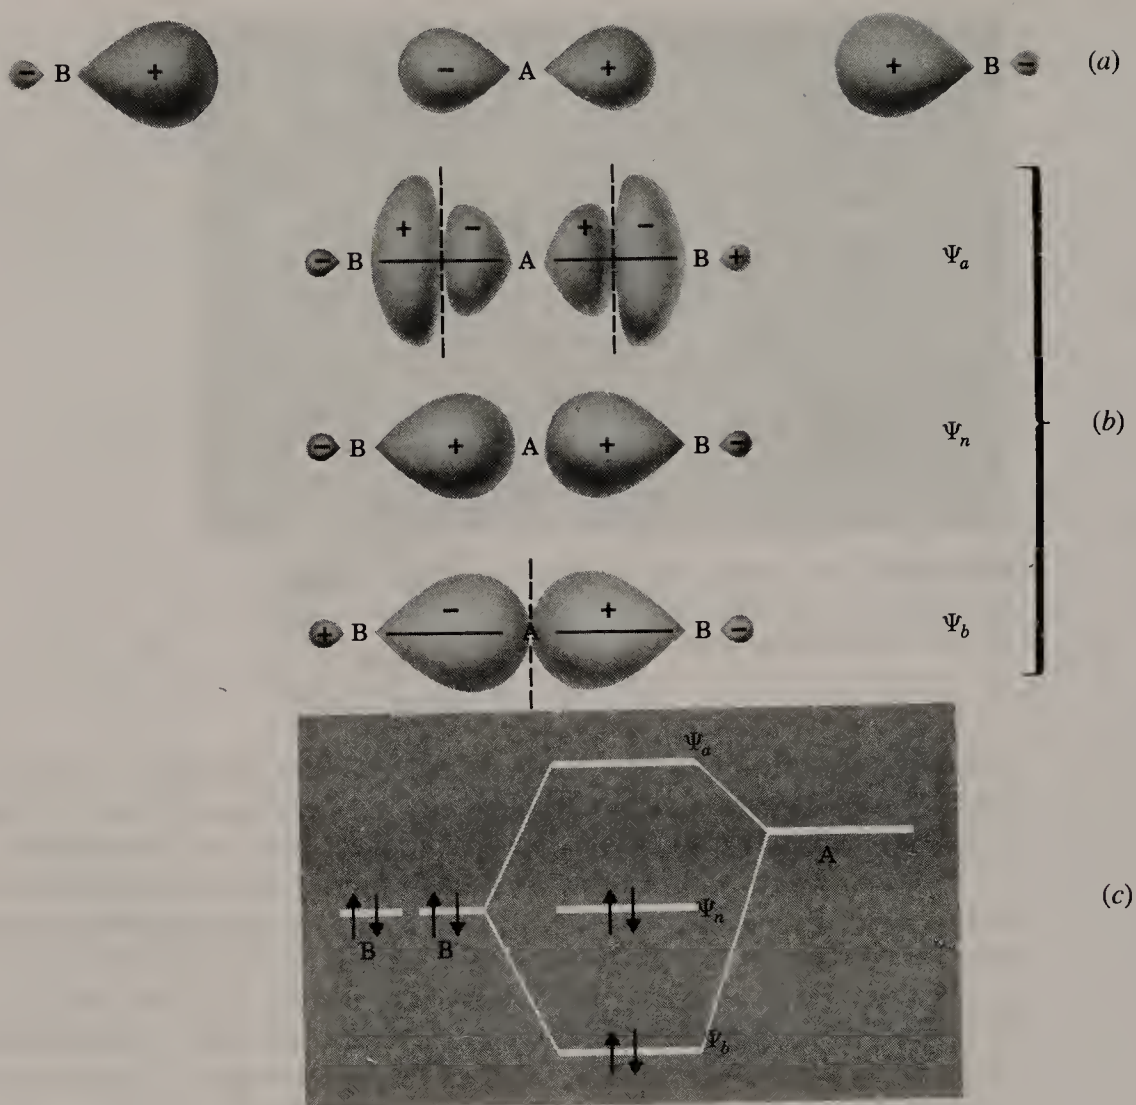 − B + − A + + B − (a)
+ − + −
− B A B + Ψa
− B + A + B − Ψn (b)
− +
+ B A B − Ψb
Ψa
A
Ψn (c)
B B
Ψb